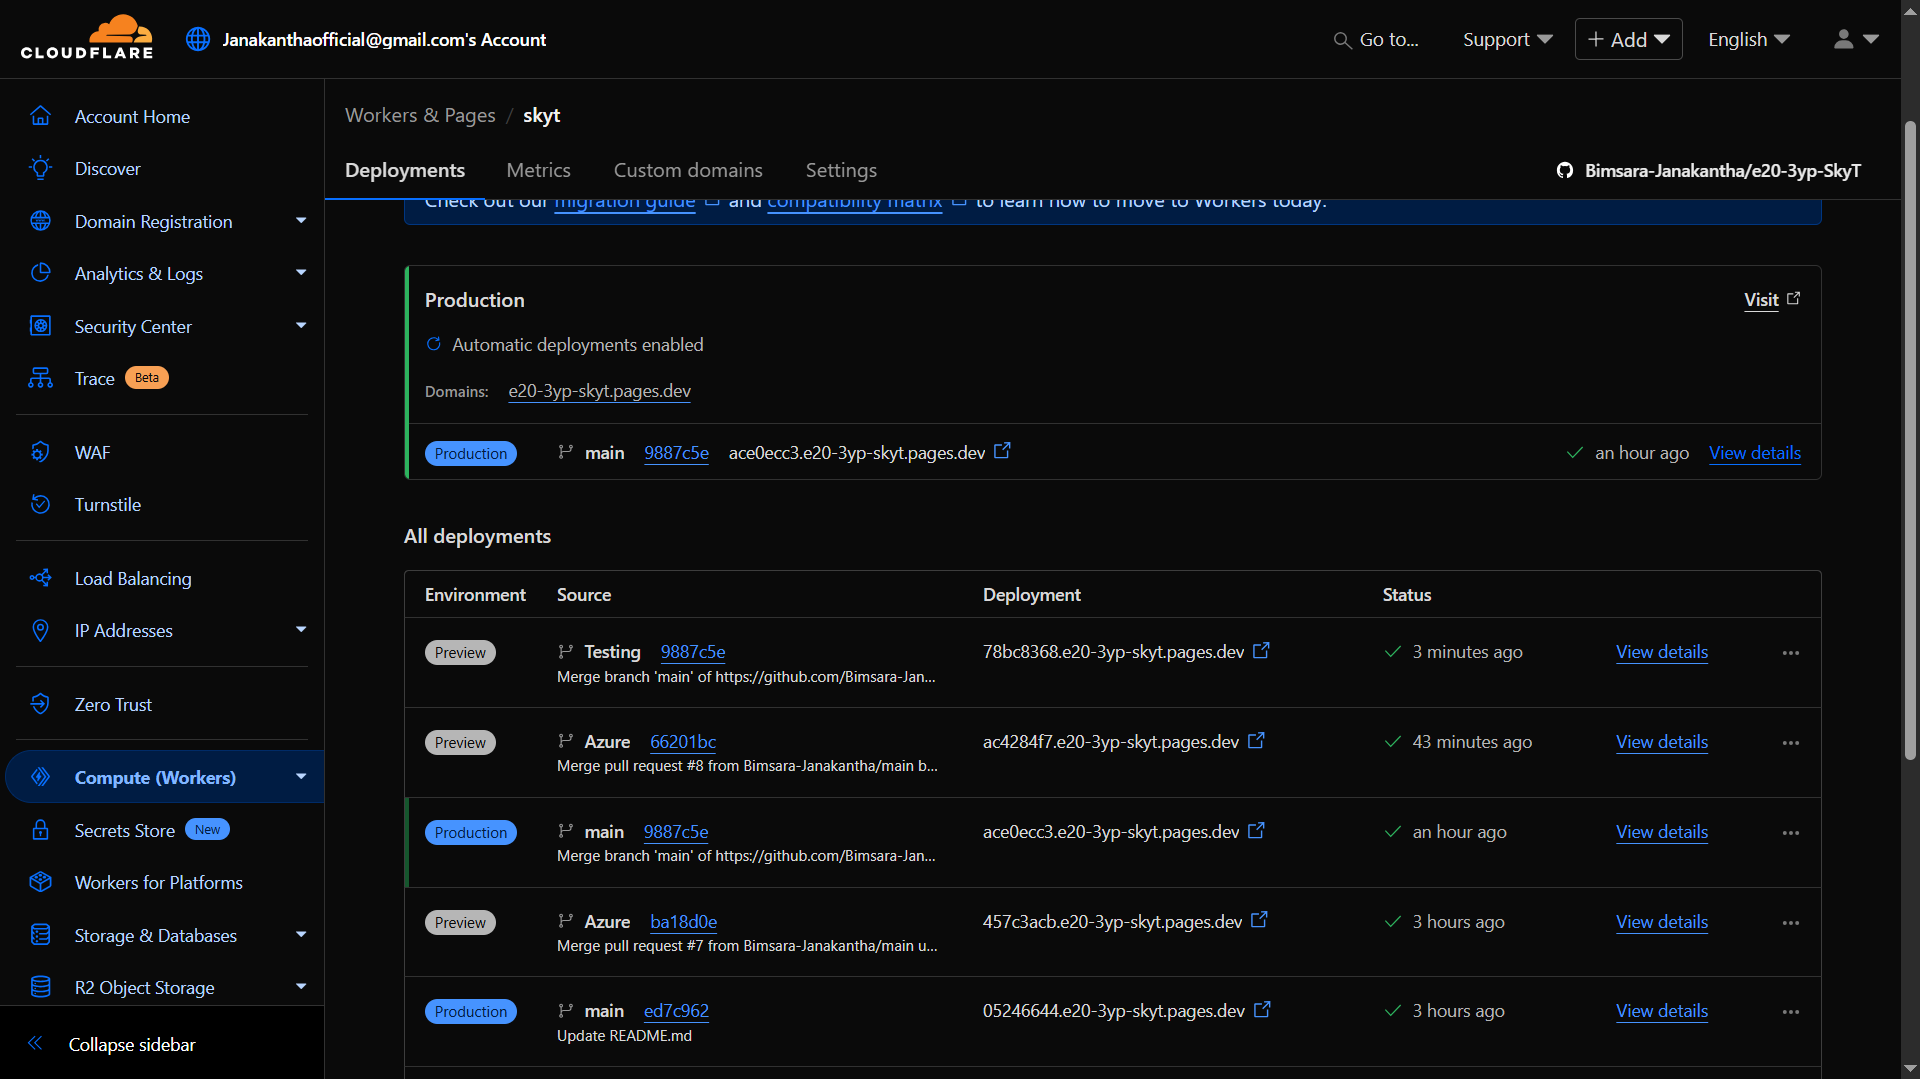 CLOUDFLARE
Janakanthaofficial@gmail.com's Account
Go to...
Support
Add
English
Account Home
Discover
Domain Registration
Analytics & Logs
Security Center
Trace Beta
WAF
Turnstile
Load Balancing
IP Addresses
Zero Trust
Compute (Workers)
Secrets Store New
Workers for Platforms
Storage & Databases
R2 Object Storage
Collapse sidebar
Workers & Pages / skyt
Deployments Metrics Custom domains Settings
Bimsara-Janakantha/e20-3yp-SkyT
Check out our migration guide and compatibility matrix to learn how to move to Workers today.
Production
Visit
Automatic deployments enabled
Domains: e20-3yp-skyt.pages.dev
Production main 9887c5e ace0ecc3.e20-3yp-skyt.pages.dev an hour ago View details
All deployments
Environment Source Deployment Status
Preview Testing 9887c5e 78bc8368.e20-3yp-skyt.pages.dev 3 minutes ago View details ...
Merge branch 'main' of https://github.com/Bimsara-Jan...
Preview Azure 66201bc ac4284f7.e20-3yp-skyt.pages.dev 43 minutes ago View details ...
Merge pull request #8 from Bimsara-Janakantha/main b...
Production main 9887c5e ace0ecc3.e20-3yp-skyt.pages.dev an hour ago View details ...
Merge branch 'main' of https://github.com/Bimsara-Jan...
Preview Azure ba18d0e 457c3acb.e20-3yp-skyt.pages.dev 3 hours ago View details ...
Merge pull request #7 from Bimsara-Janakantha/main u...
Production main ed7c962 05246644.e20-3yp-skyt.pages.dev 3 hours ago View details ...
Update README.md